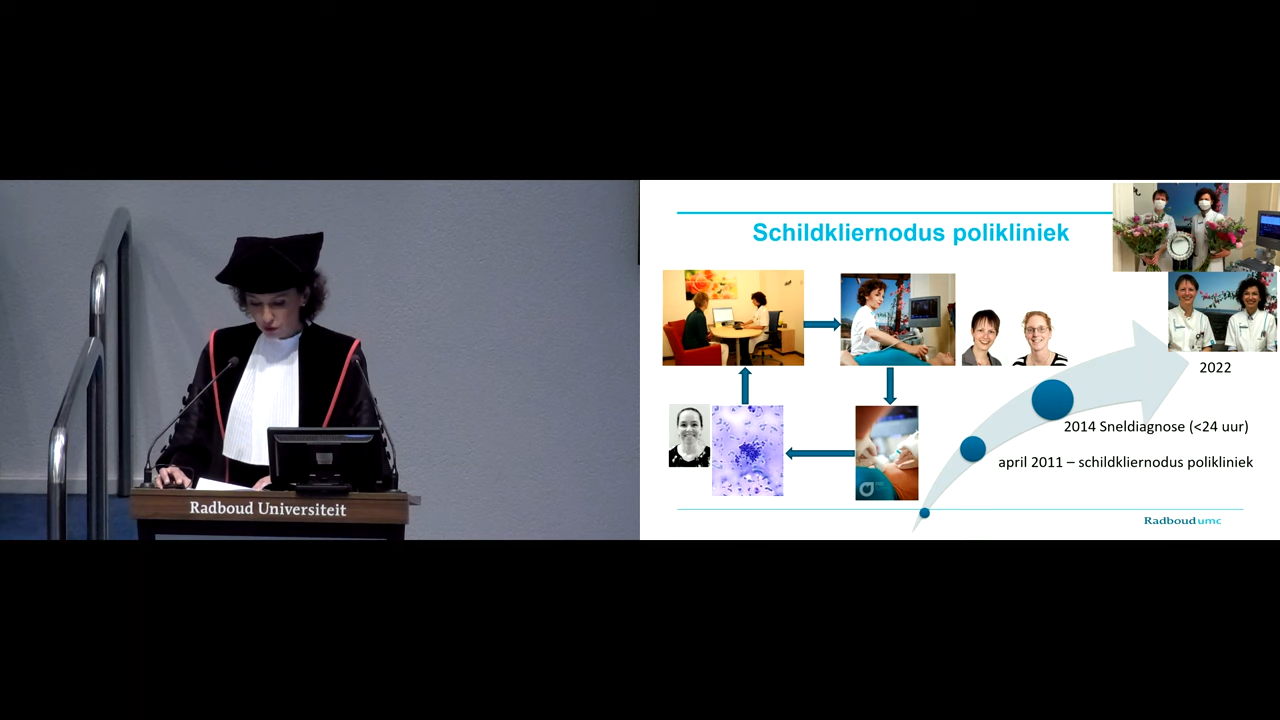 Radboud Universiteit
Schildkliernodus polikliniek
2022
2014 Sneldiagnose (<24 uur)
april 2011 – schildkliernodus polikliniek
Radboudumc